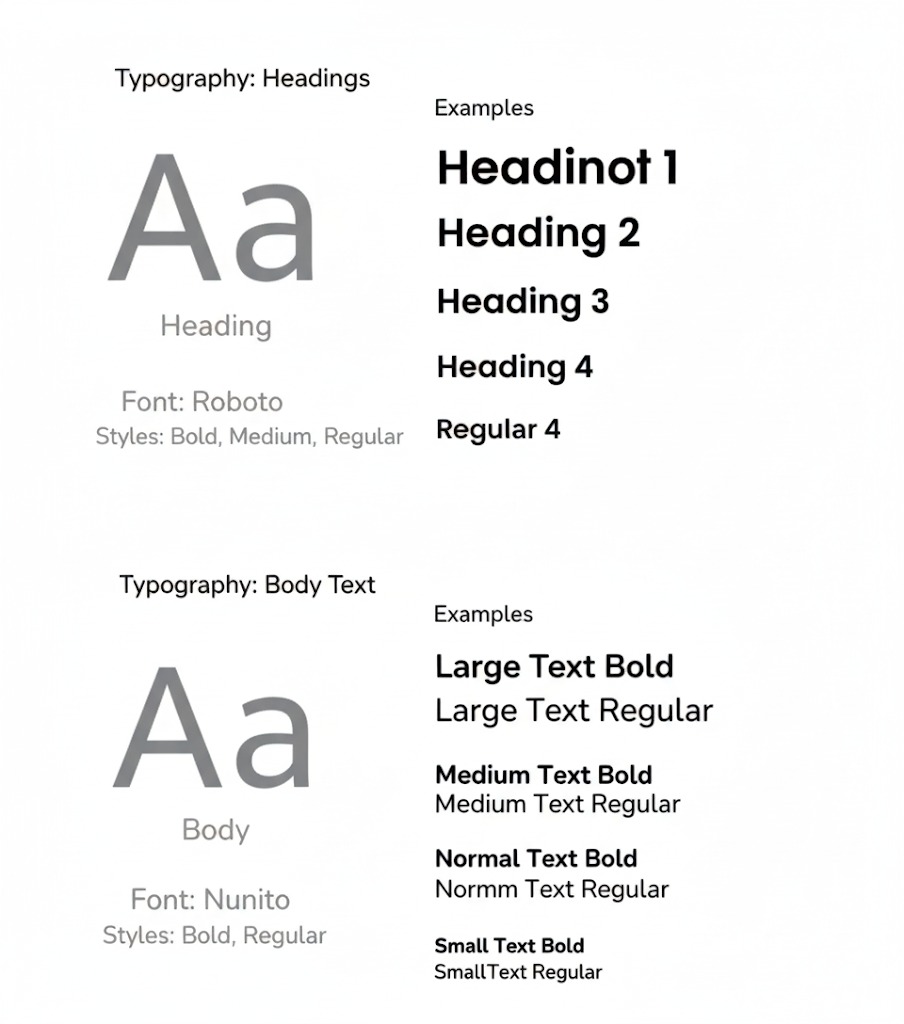 Typography: Headings
Aa
Heading
Font: Roboto
Styles: Bold, Medium, Regular
Examples
Headinot 1
Heading 2
Heading 3
Heading 4
Regular 4
Typography: Body Text
Aa
Body
Font: Nunito
Styles: Bold, Regular
Examples
Large Text Bold
Large Text Regular
Medium Text Bold
Medium Text Regular
Normal Text Bold
Normm Text Regular
Small Text Bold
SmallText Regular